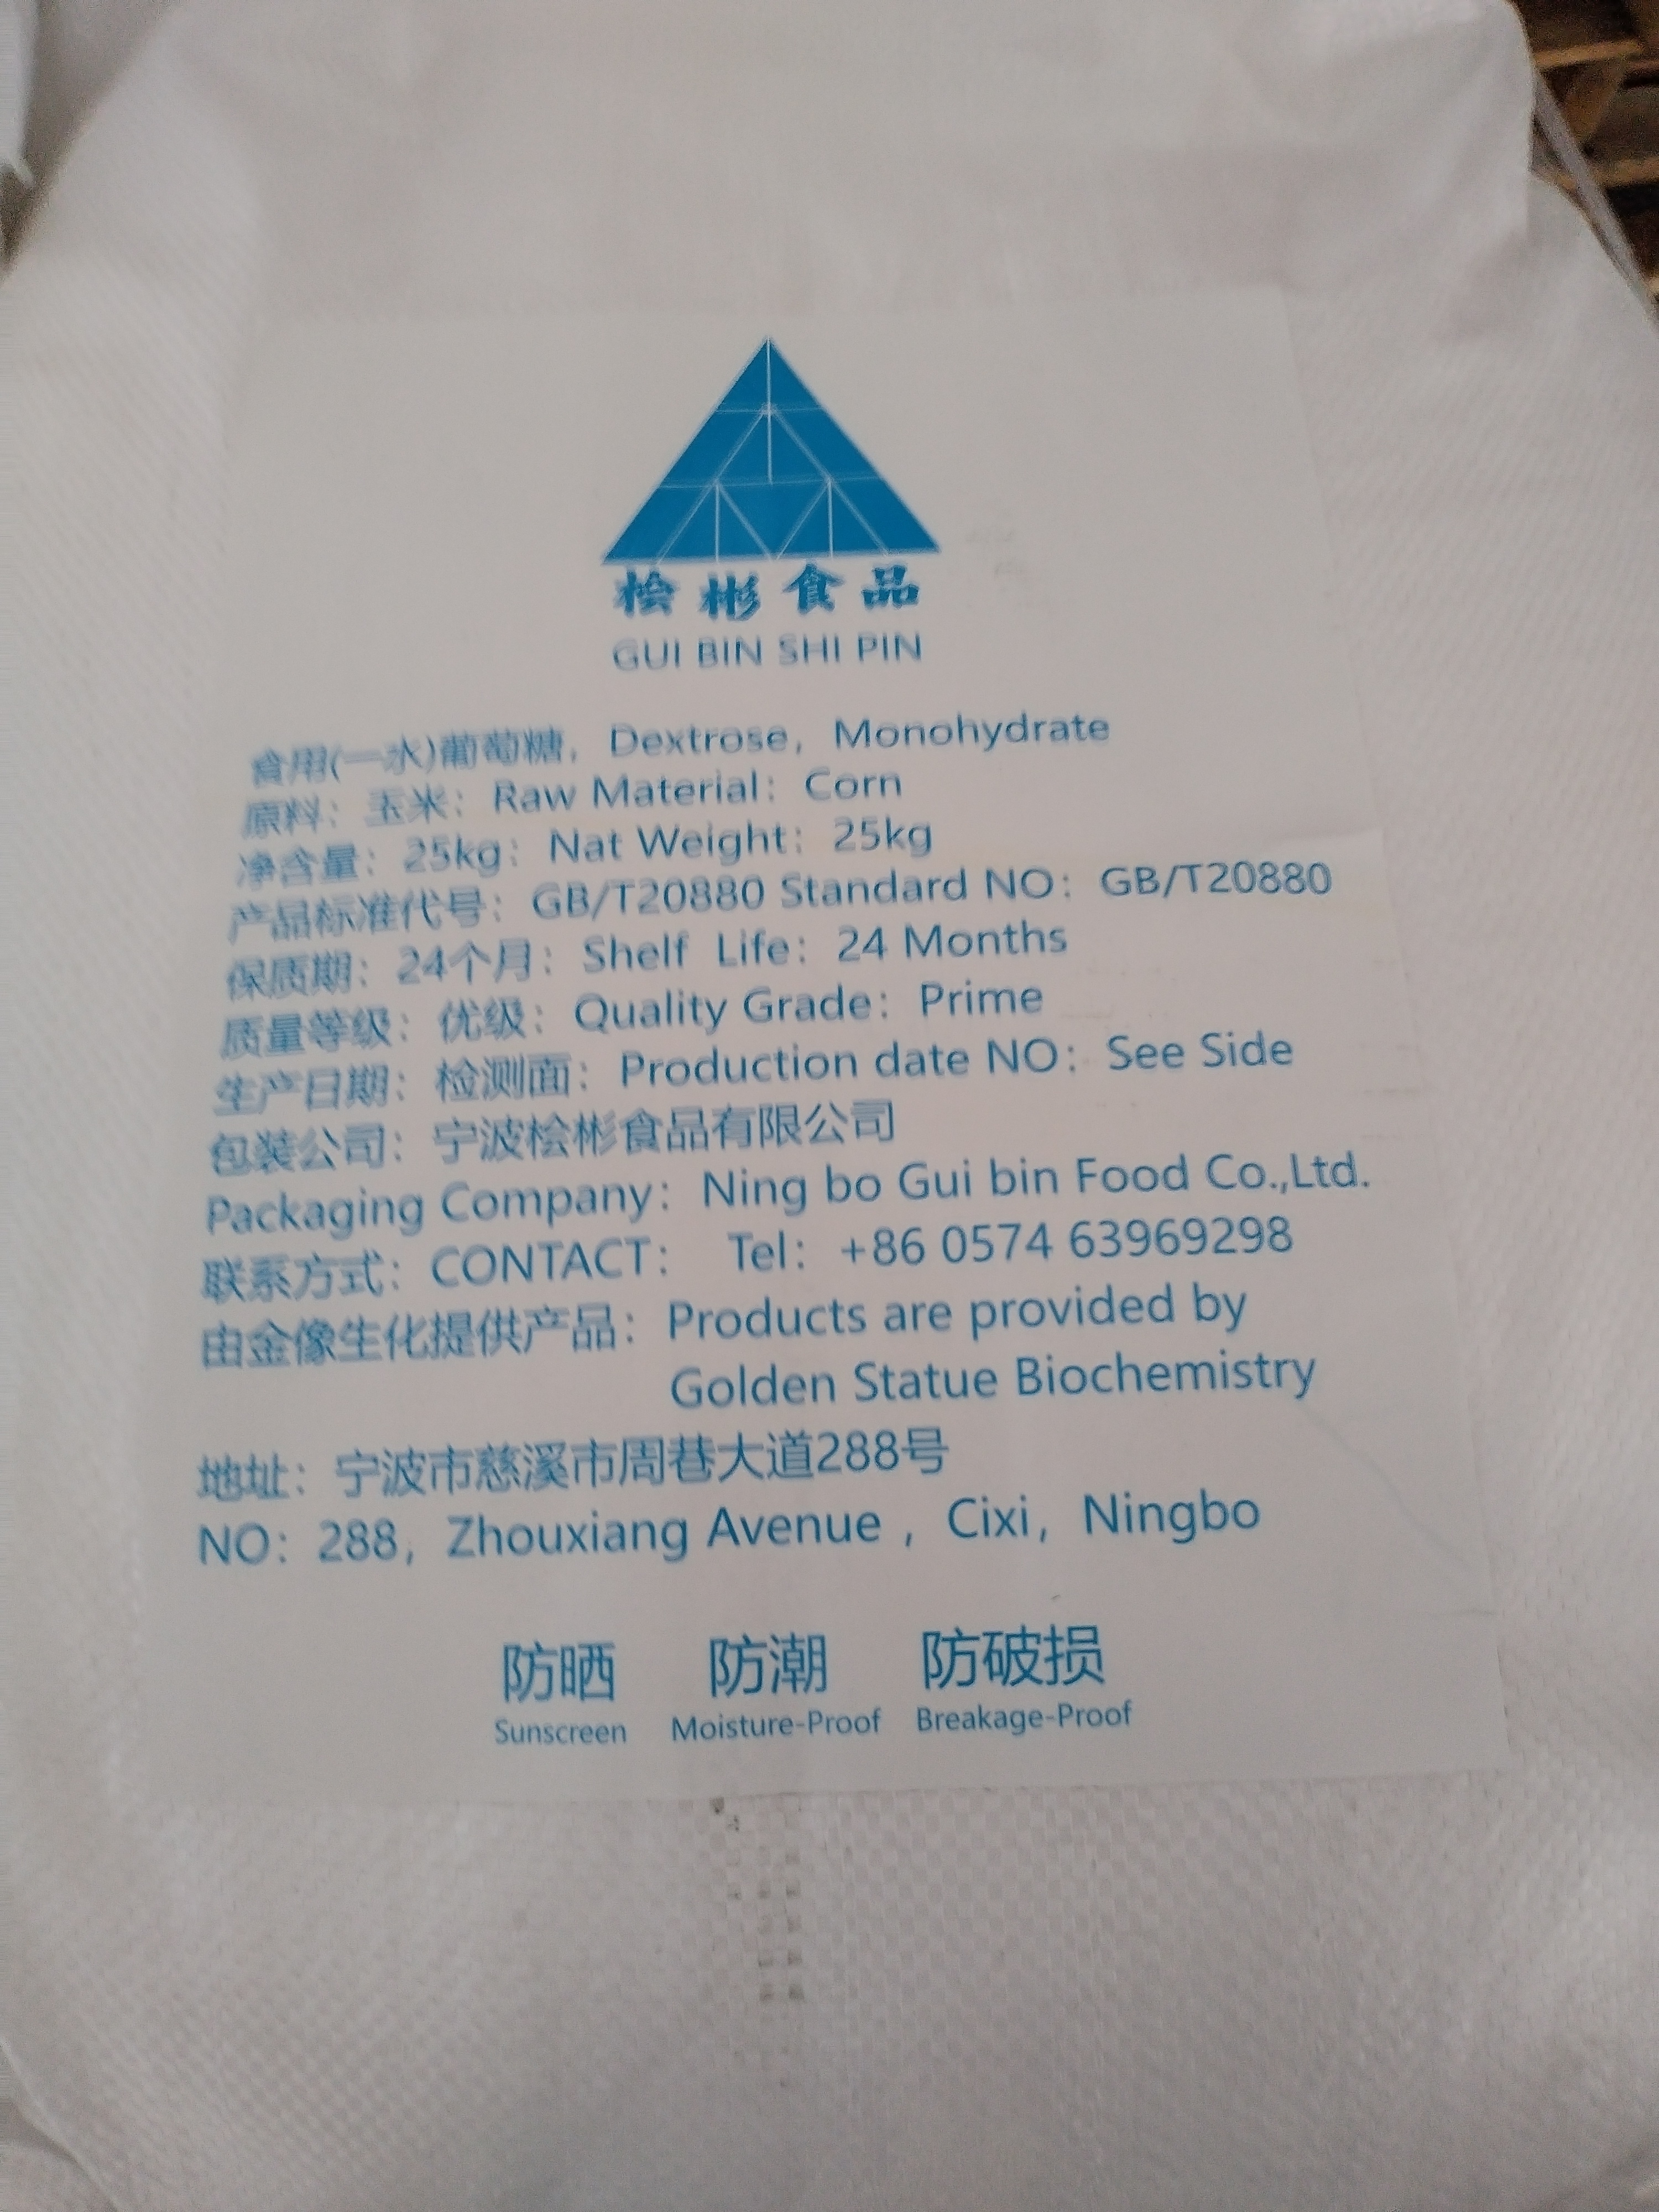 桧彬食品
GUI BIN SHI PIN
食用(一水)葡萄糖，Dextrose，Monohydrate
原料：玉米：Raw Material：Corn
净含量：25kg：Nat Weight：25kg
产品标准代号：GB/T20880 Standard NO：GB/T20880
保质期：24个月：Shelf Life：24 Months
质量等级：优级：Quality Grade：Prime
生产日期：检测面：Production date NO：See Side
包装公司：宁波桧彬食品有限公司
Packaging Company：Ning bo Gui bin Food Co.,Ltd.
联系方式：CONTACT： Tel：+86 0574 63969298
由金像生化提供产品：Products are provided by
Golden Statue Biochemistry
地址：宁波市慈溪市周巷大道288号
NO：288，Zhouxiang Avenue ，Cixi，Ningbo
防晒 防潮 防破损
Sunscreen Moisture-Proof Breakage-Proof